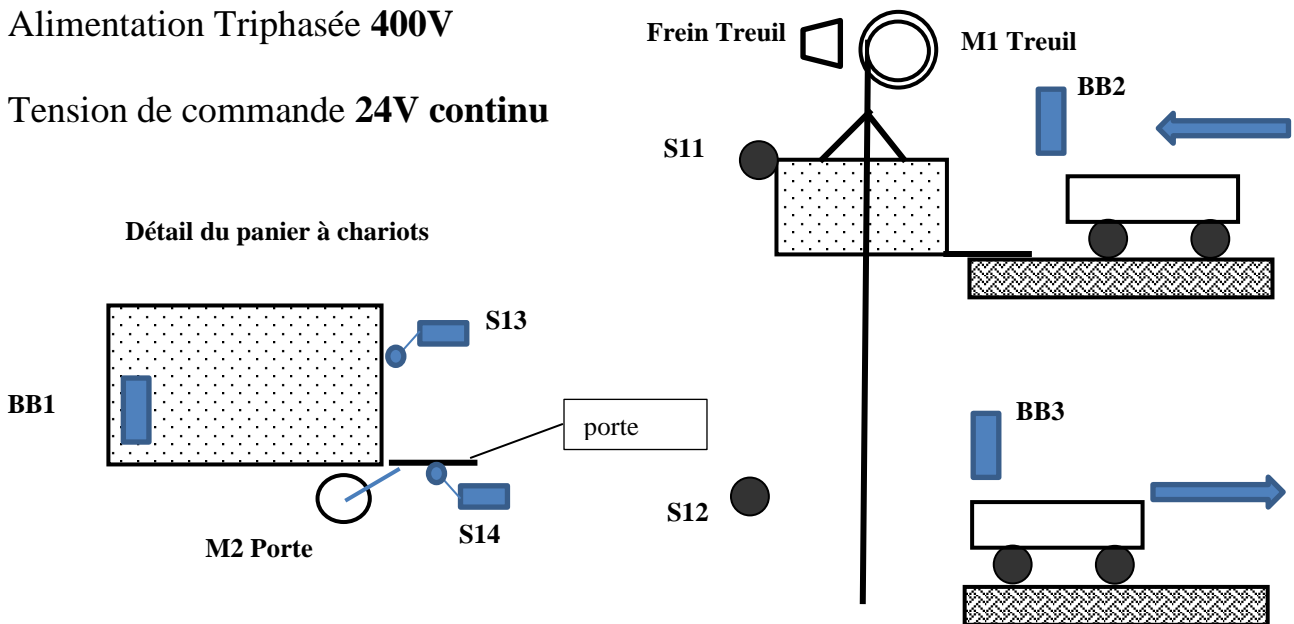 Alimentation Triphasée 400V
Tension de commande 24V continu
Frein Treuil
M1 Treuil
BB2
S11
Détail du panier à chariots
S13
BB1
porte
BB3
S12
S14
M2 Porte